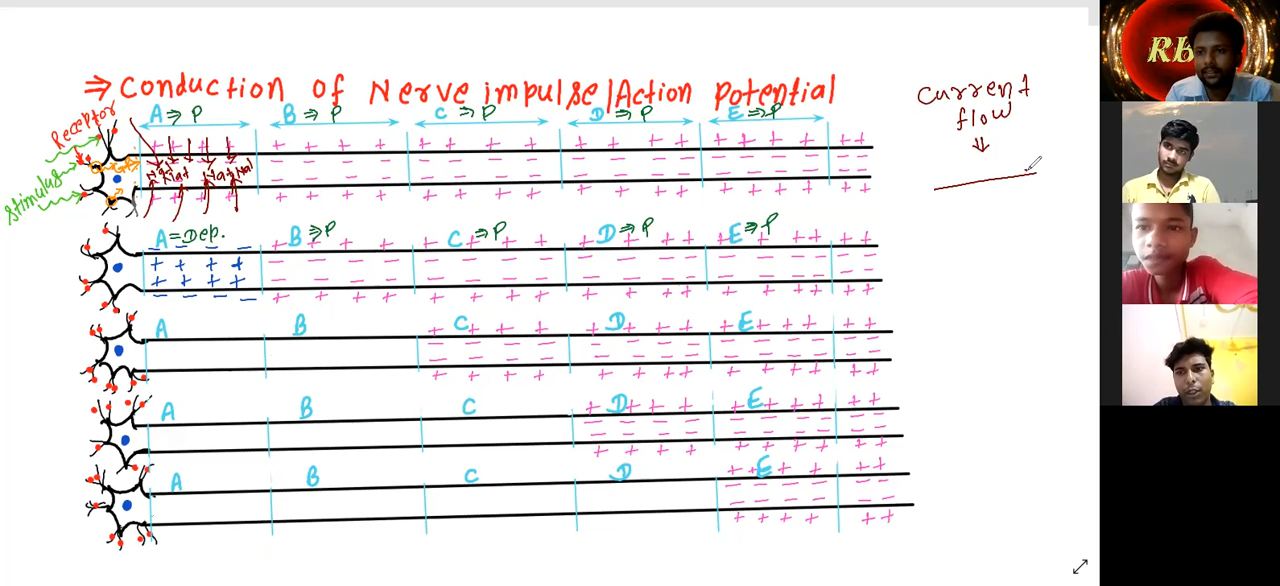 ⇒ Conduction of Nerve impulse/Action Potential
Current
flow
↓
Receptor
Stimulus
A ⇒ P B ⇒ P C ⇒ P D ⇒ P E ⇒ P
+ + + + + + + + + + + + + + + + + + + +
- - - - - - - - - - - - - - - - - -
A = Dep. B ⇒ P C ⇒ P D ⇒ P E ⇒ P
A B C D E
A B C D E
A B C D E
Rb